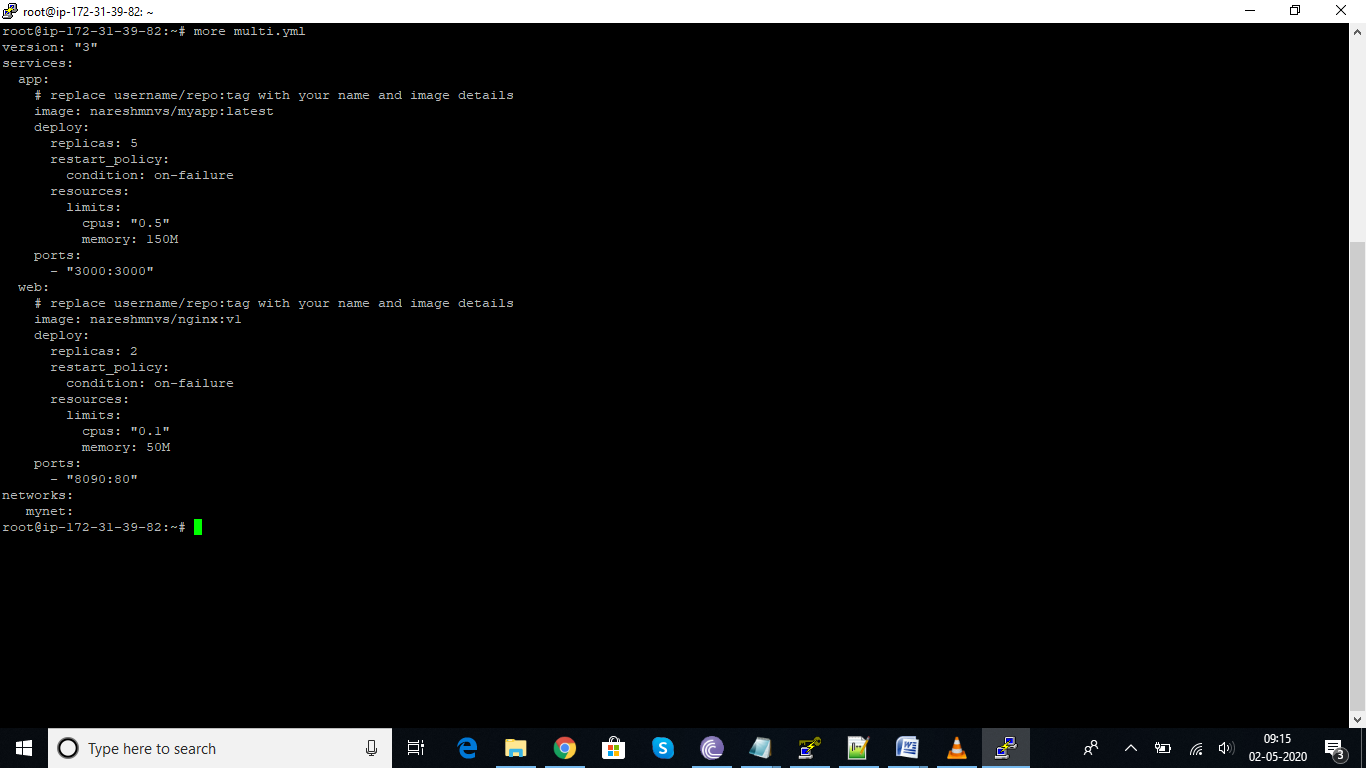 root@ip-172-31-39-82: ~
root@ip-172-31-39-82:~# more multi.yml
version: "3"
services:
  app:
    # replace username/repo:tag with your name and image details
    image: nareshmnvs/myapp:latest
    deploy:
      replicas: 5
      restart_policy:
        condition: on-failure
      resources:
        limits:
          cpus: "0.5"
          memory: 150M
    ports:
      - "3000:3000"
  web:
    # replace username/repo:tag with your name and image details
    image: nareshmnvs/nginx:v1
    deploy:
      replicas: 2
      restart_policy:
        condition: on-failure
      resources:
        limits:
          cpus: "0.1"
          memory: 50M
    ports:
      - "8090:80"
networks:
   mynet:
root@ip-172-31-39-82:~#
Type here to search
09:15
02-05-2020
3